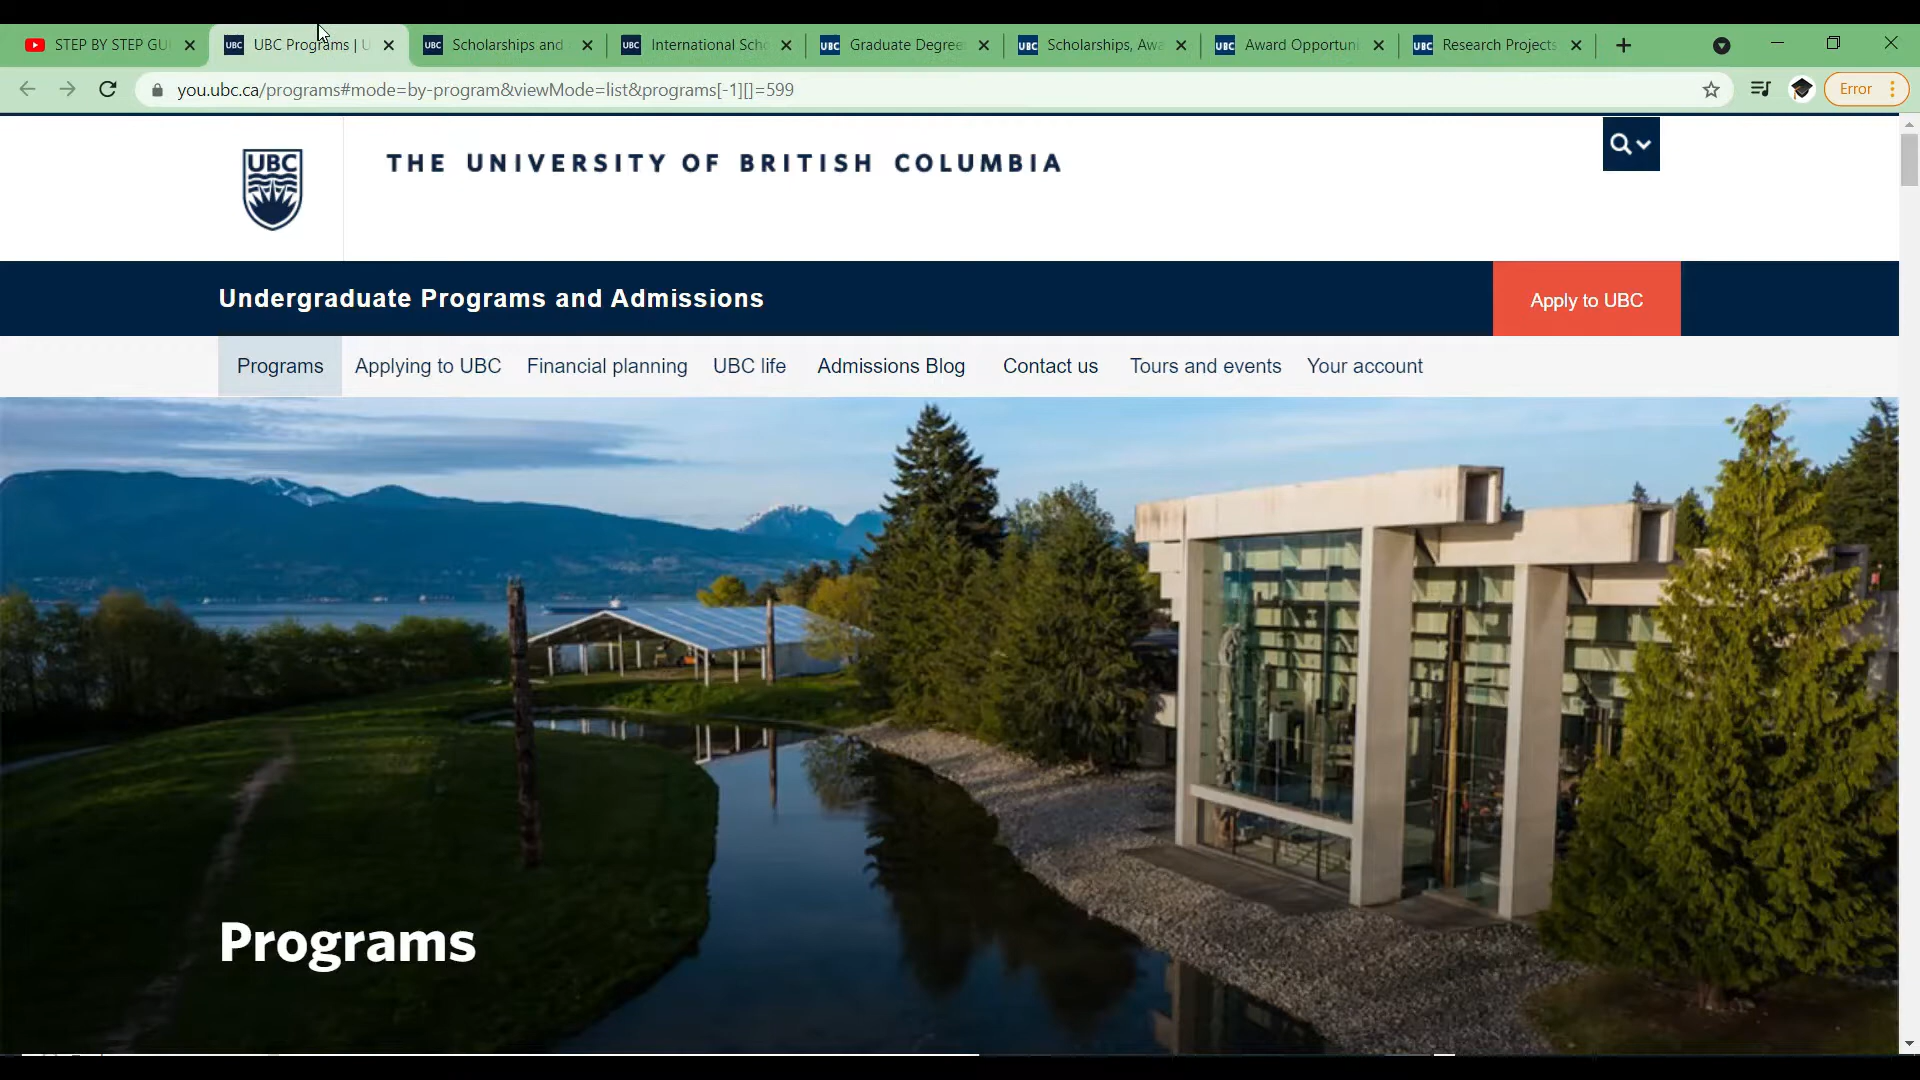 STEP BY STEP GUI
UBC Programs | U
Scholarships and
International Scho
Graduate Degree
Scholarships, Awa
Award Opportuni
Research Projects
you.ubc.ca/programs#mode=by-program&viewMode=list&programs[-1][]=599
Error
UBC
THE UNIVERSITY OF BRITISH COLUMBIA
Undergraduate Programs and Admissions
Apply to UBC
Programs
Applying to UBC
Financial planning
UBC life
Admissions Blog
Contact us
Tours and events
Your account
Programs